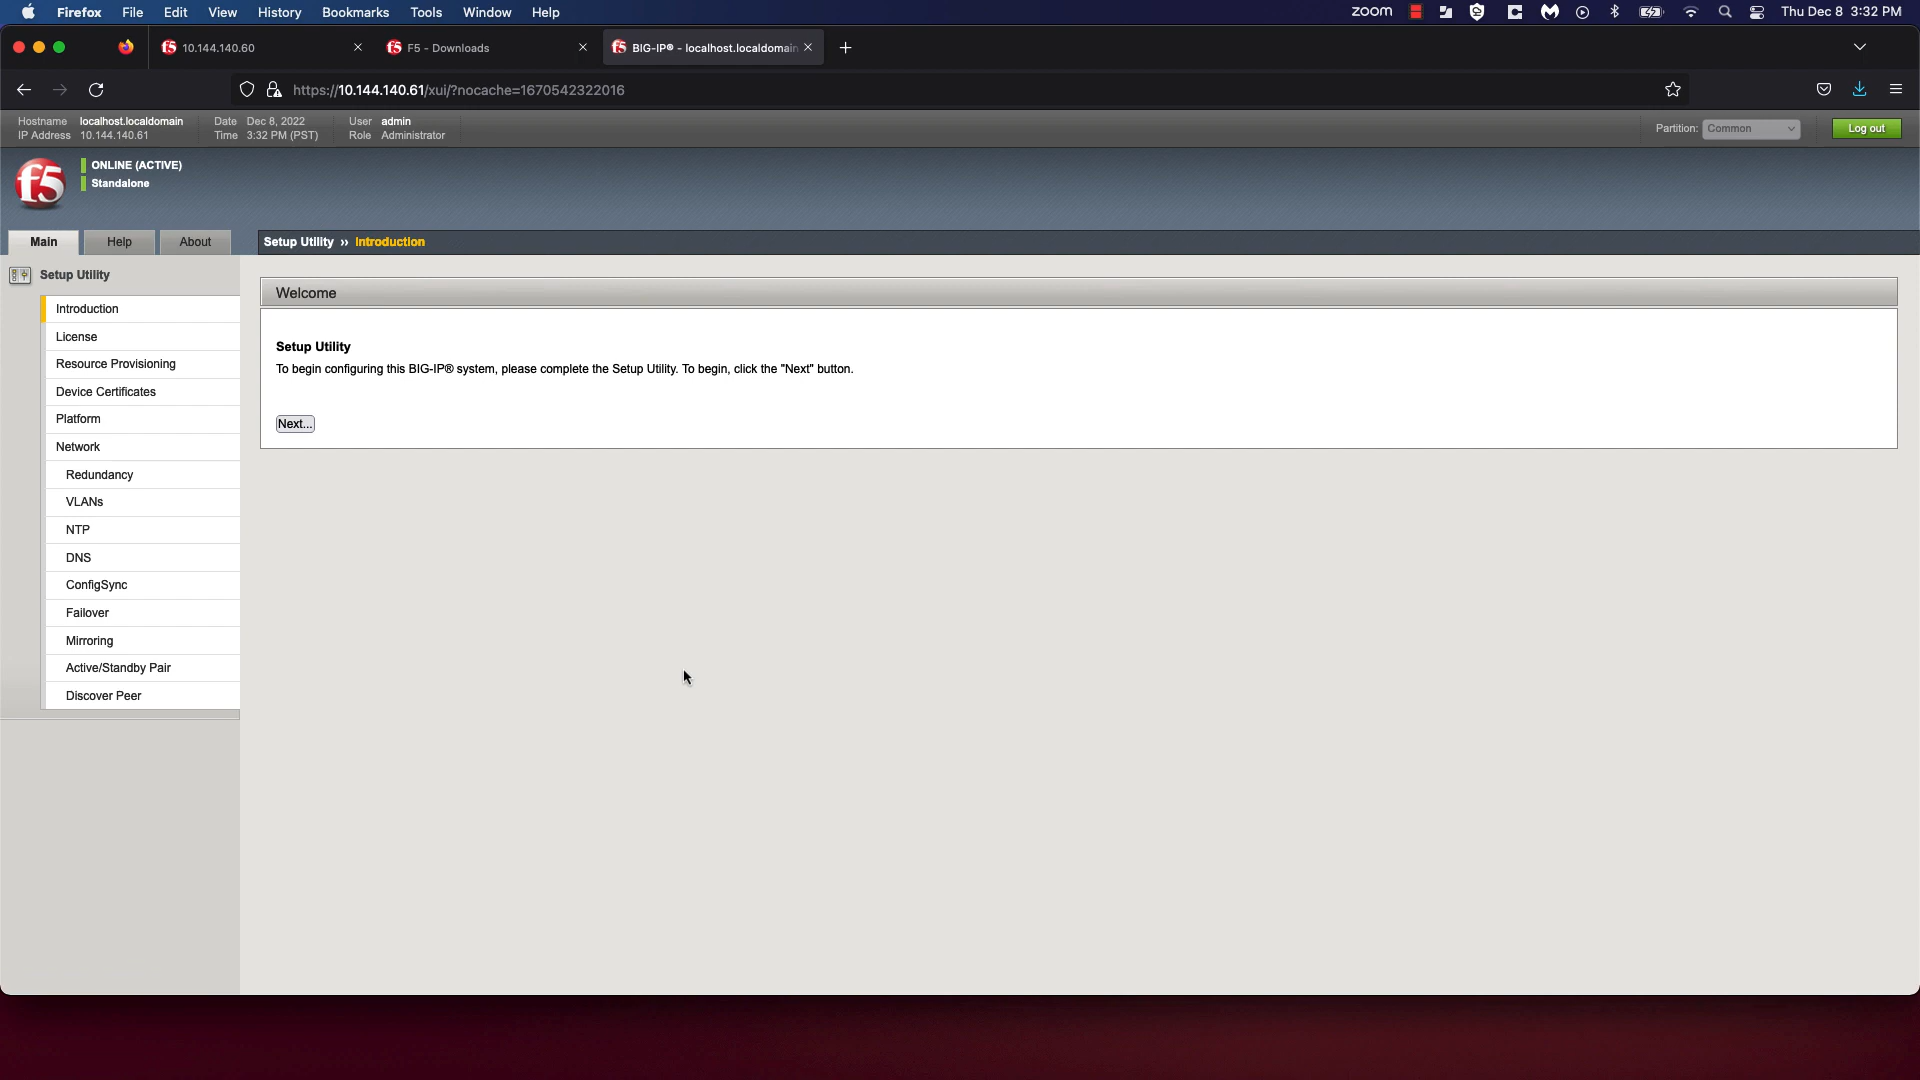 Firefox File Edit View History Bookmarks Tools Window Help zoom Thu Dec 8 3:32 PM
10.144.140.60 F5 - Downloads BIG-IP® - localhost.localdomain
https://10.144.140.61/xui/?nocache=1670542322016
Hostname localhost.localdomain Date Dec 8, 2022 User admin
IP Address 10.144.140.61 Time 3:32 PM (PST) Role Administrator
Partition: Common Log out
f5
ONLINE (ACTIVE)
Standalone
Main Help About
Setup Utility ›› Introduction
Setup Utility
Introduction
License
Resource Provisioning
Device Certificates
Platform
Network
Redundancy
VLANs
NTP
DNS
ConfigSync
Failover
Mirroring
Active/Standby Pair
Discover Peer
Welcome
Setup Utility
To begin configuring this BIG-IP® system, please complete the Setup Utility. To begin, click the "Next" button.
Next...